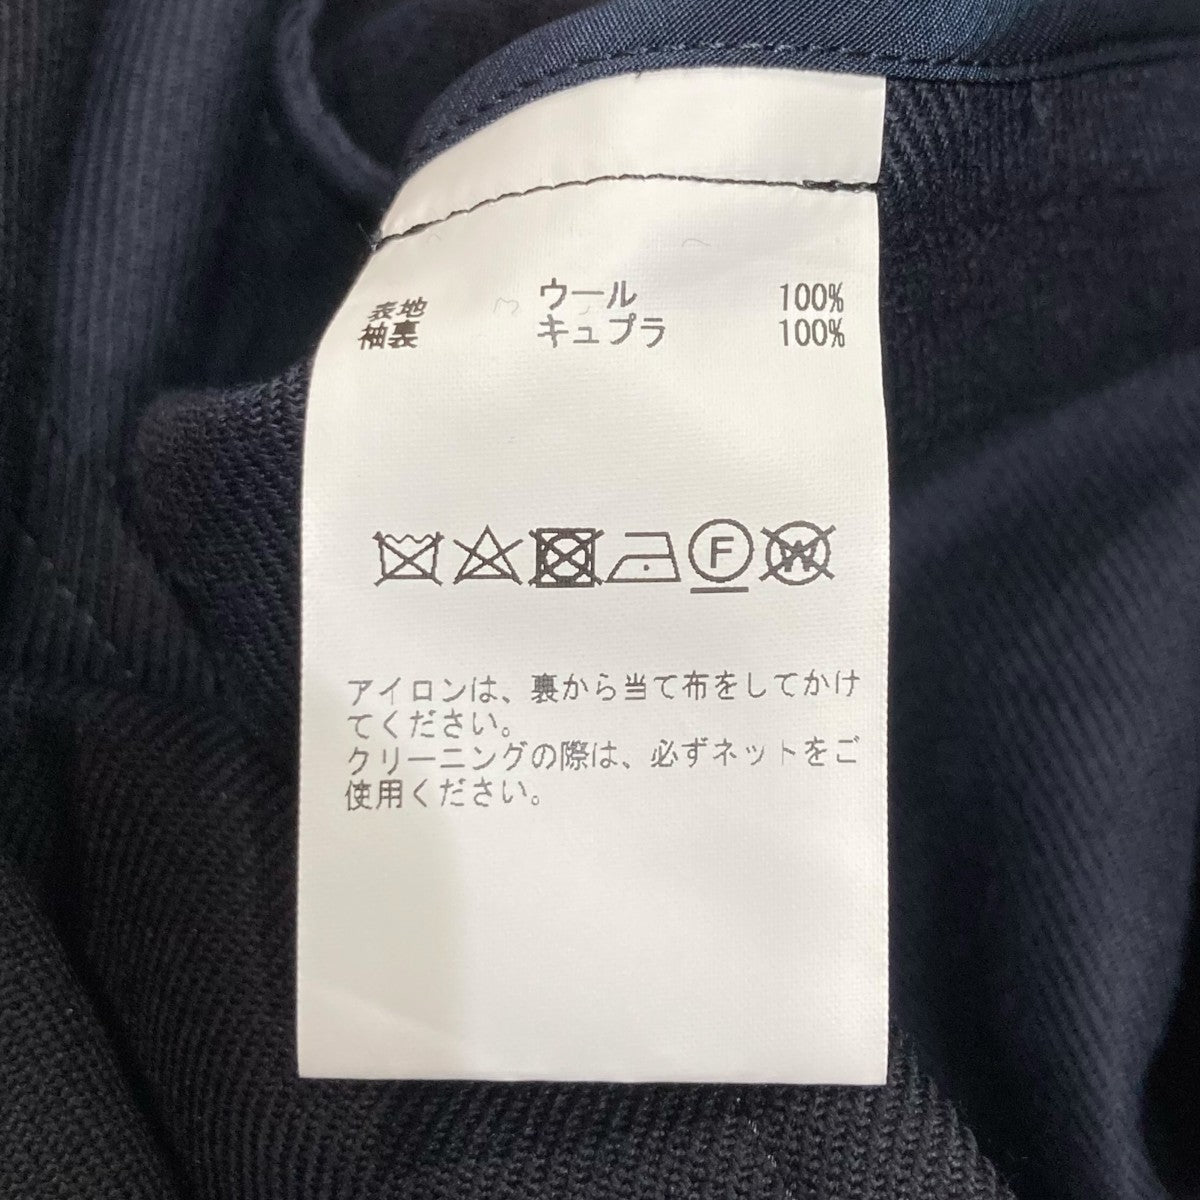 表地 ウール 100%
袖裏 キュプラ 100%
F W
アイロンは、裏から当て布をしてかけ
てください。
クリーニングの際は、必ずネットをご
使用ください。